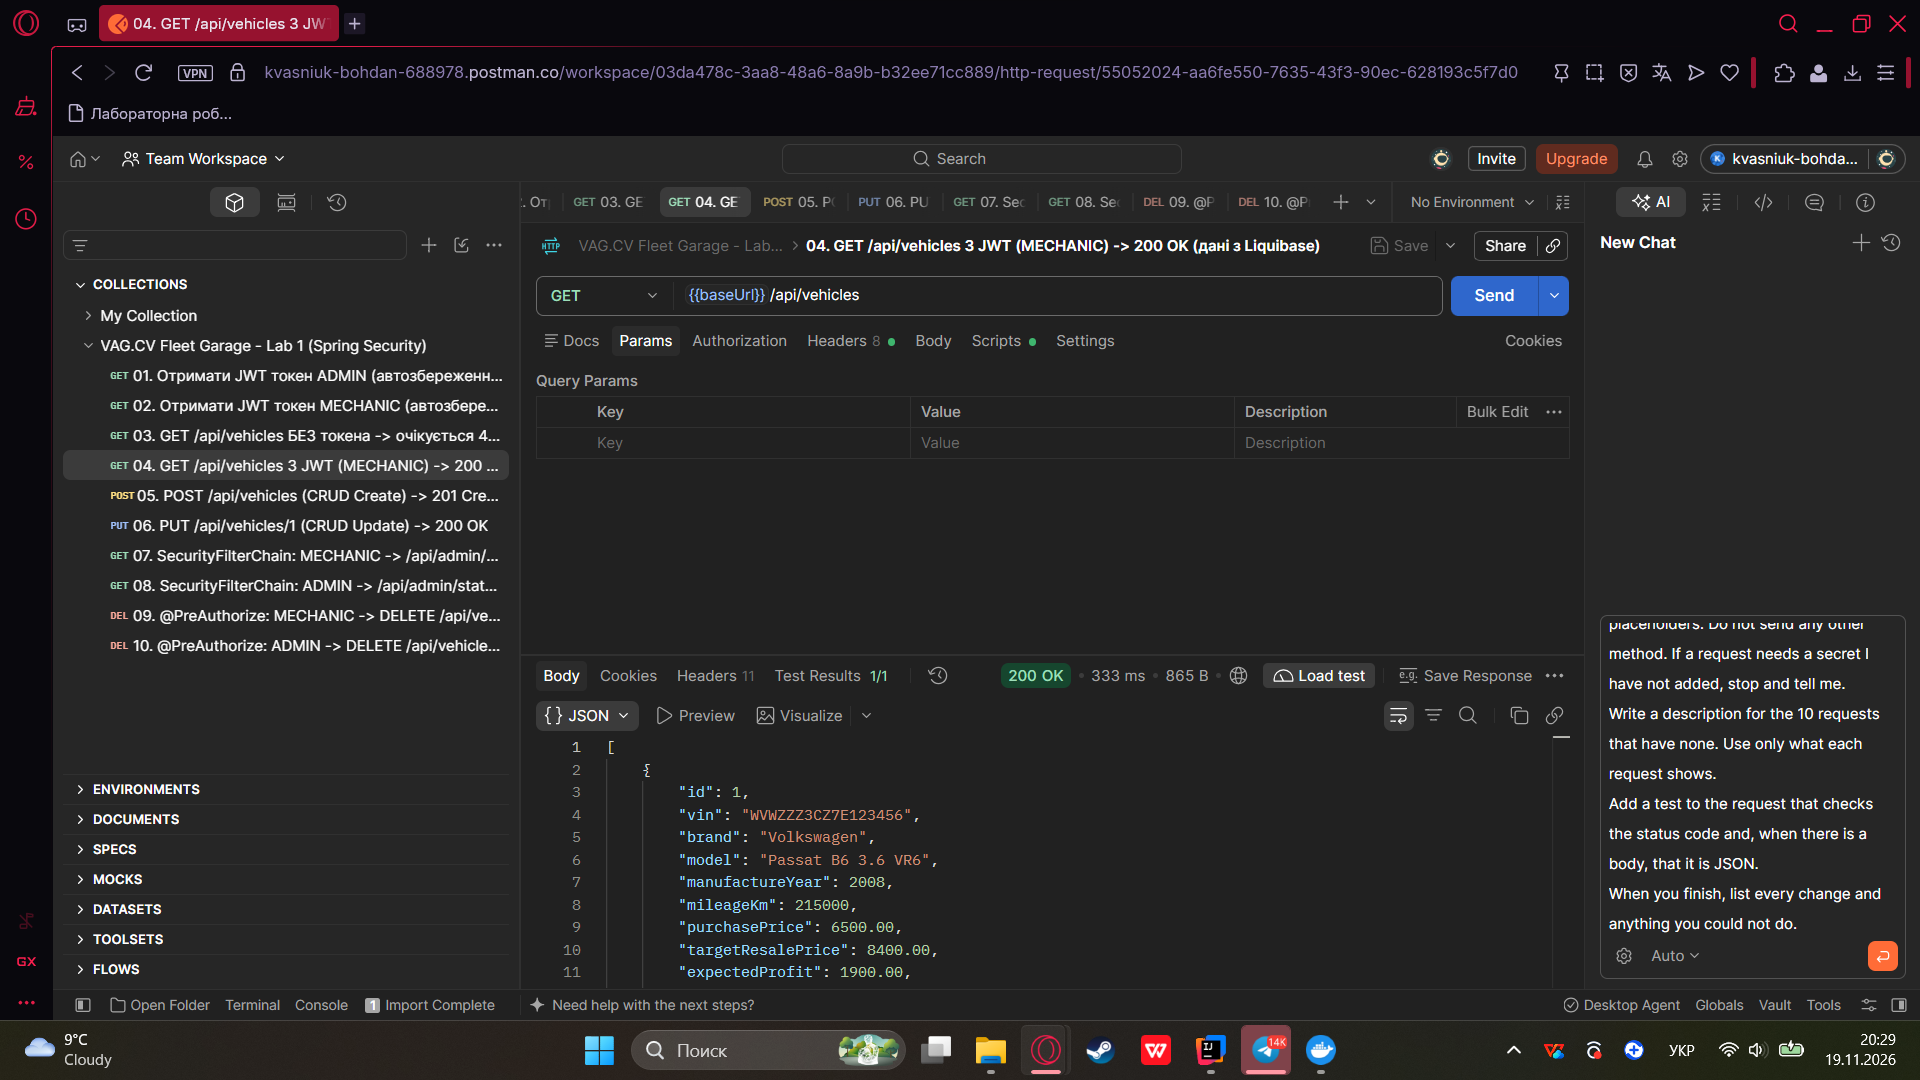 04. GET /api/vehicles З JW
VPN
kvasniuk-bohdan-688978.postman.co/workspace/03da478c-3aa8-48a6-8a9b-b32ee71cc889/http-request/55052024-aa6fe550-7635-43f3-90ec-628193c5f7d0
Лабораторна роб...
Team Workspace
Search
Invite
Upgrade
kvasniuk-bohda...
GET 03. GE
GET 04. GE
POST 05. P
PUT 06. PU
GET 07. Sec
GET 08. Sec
DEL 09. @P
DEL 10. @P
No Environment
AI
VAG.CV Fleet Garage - Lab... > 04. GET /api/vehicles З JWT (MECHANIC) -> 200 OK (дані з Liquibase)
Save
Share
New Chat
COLLECTIONS
My Collection
VAG.CV Fleet Garage - Lab 1 (Spring Security)
GET 01. Отримати JWT токен ADMIN (автозбереженн...
GET 02. Отримати JWT токен MECHANIC (автозбере...
GET 03. GET /api/vehicles БЕЗ токена -> очікується 4...
GET 04. GET /api/vehicles З JWT (MECHANIC) -> 200 ...
POST 05. POST /api/vehicles (CRUD Create) -> 201 Cre...
PUT 06. PUT /api/vehicles/1 (CRUD Update) -> 200 OK
GET 07. SecurityFilterChain: MECHANIC -> /api/admin/...
GET 08. SecurityFilterChain: ADMIN -> /api/admin/stat...
DEL 09. @PreAuthorize: MECHANIC -> DELETE /api/ve...
DEL 10. @PreAuthorize: ADMIN -> DELETE /api/vehicle...
ENVIRONMENTS
DOCUMENTS
SPECS
MOCKS
DATASETS
TOOLSETS
FLOWS
GET
{{baseUrl}} /api/vehicles
Send
Docs
Params
Authorization
Headers 8
Body
Scripts
Settings
Cookies
Query Params
Key
Value
Description
Bulk Edit
Key
Value
Description
Body
Cookies
Headers 11
Test Results 1/1
200 OK
333 ms
865 B
Load test
Save Response
{} JSON
Preview
Visualize
1 [
2 {
3 "id": 1,
4 "vin": "WVWZZZ3CZ7E123456",
5 "brand": "Volkswagen",
6 "model": "Passat B6 3.6 VR6",
7 "manufactureYear": 2008,
8 "mileageKm": 215000,
9 "purchasePrice": 6500.00,
10 "targetResalePrice": 8400.00,
11 "expectedProfit": 1900.00,
placeholders. Do not send any other
method. If a request needs a secret I
have not added, stop and tell me.
Write a description for the 10 requests
that have none. Use only what each
request shows.
Add a test to the request that checks
the status code and, when there is a
body, that it is JSON.
When you finish, list every change and
anything you could not do.
Auto
GX
Open Folder
Terminal
Console
1 Import Complete
Need help with the next steps?
Desktop Agent
Globals
Vault
Tools
9°C
Cloudy
Поиск
14K
УКР
20:29
19.11.2026